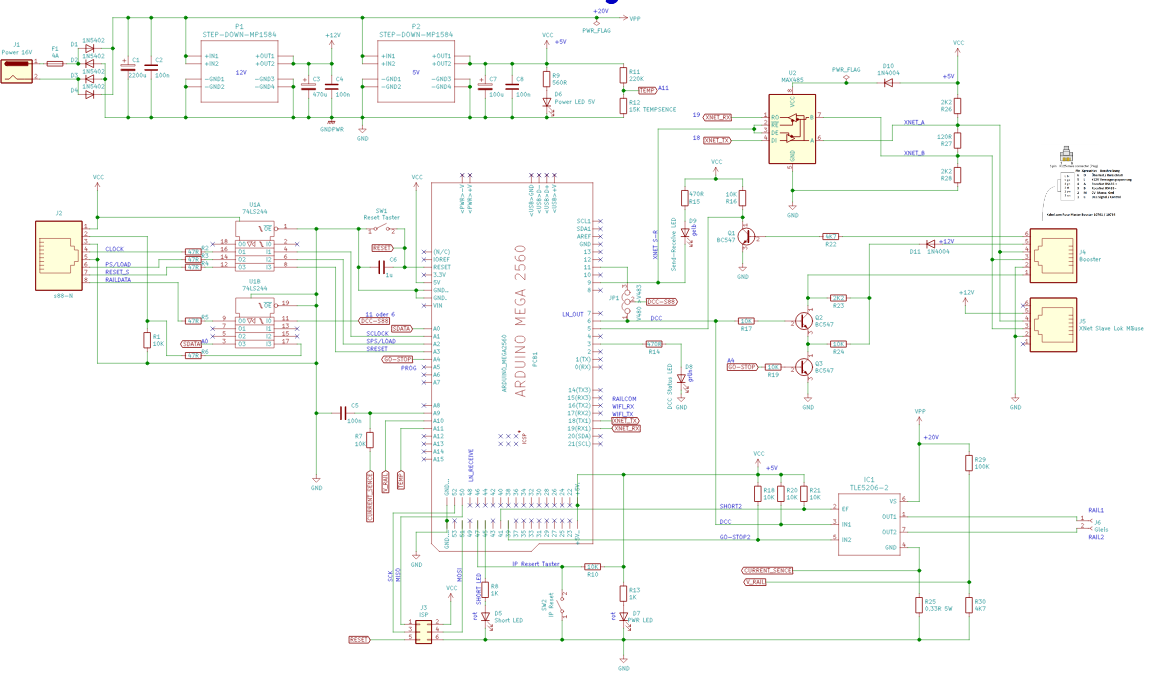 +20V
VPP
PWR_FLAG
J1
Power 16V
F1
4A
D1
1N5402
D2
1N5402
D3
1N5402
D4
1N5402
C1
2200u
C2
100n
P1
STEP-DOWN-MP1584
+IN1
+IN2
-GND1
-GND2
+OUT1
+OUT2
-GND3
-GND4
12V
+12V
C3
470u
C4
100n
GNDPWR
P2
STEP-DOWN-MP1584
+IN1
+IN2
-GND1
-GND2
+OUT1
+OUT2
-GND3
-GND4
5V
GND
C7
100u
C8
100n
VCC
+5V
R9
560R
D6
Power LED 5V
R11
220K
TEMP
A11
R12
15K TEMPSENCE
U2
MAX485
PWR_FLAG
D10
1N4004
VCC
+5V
19
XNET_RX
18
XNET_TX
RO
RE
DE
DI
VCC
GND
XNET_A
XNET_B
2K2
R26
120R
R27
2K2
R28
GND
J2
s88-N
VCC
CLOCK
PS/LOAD
RESET_S
RAILDATA
U1A
74LS244
U1B
74LS244
R1
10K
SDATA
A0
SW1
Reset Taster
RESET
C6
1u
VCC
11 oder 6
DCC-S88
SDATA
SCLOCK
SPS/LOAD
SRESET
GO-STOP
PROG
C5
100n
R7
10K
CURRENT_SENCE
V_RAIL
TEMP
GND
ARDUINO MEGA 2560
ARDUINO_MEGA2560
PCB1
(N/C)
IOREF
RESET
3.3V
5V
GND_
GND.
VIN
A0
A1
A2
A3
A4
A5
A6
A7
A8
A9
A10
A11
A12
A13
A14
A15
SCL1
SDA1
AREF
GND
13
12
11
10
9
8
LN_OUT 7
6
5
4
3
2
1(TX)
0(RX)
14(TX3)
15(RX3)
16(TX2)
17(RX2)
18(TX1)
19(RX1)
20(SDA)
21(SCL)
RAILCOM
WIFI_RX
WIFI_TX
XNET_TX
XNET_RX
ICSP
LN_RECEIVE
XNET S-R
470R
R15
D9
gelb
Send-Receive LED
VCC
10K
R16
Q1
BC547
GND
4K7
R22
JP1
DCC-S88
DCC
470R
R14
D8
DCC Status LED
GND
10K
R17
A4
GO-STOP
10K
R19
Q2
BC547
Q3
BC547
2K2
R23
10K
R24
GND
D11
1N4004
+12V
+12V
J4
Booster
J5
XNet Slave Lok MBuse
GND
VPP
+20V
R29
100K
IC1
TLE5206-2
EF
IN1
IN2
VS
OUT1
OUT2
GND
VCC
+5V
R18
10K
R20
10K
R21
10K
SHORT2
DCC
GO-STOP2
RAIL1
J6
Gleis
RAIL2
CURRENT_SENCE
V_RAIL
R25
0.33R 5W
R30
4K7
GND
SCK
MISO
MOSI
VCC
J3
ISP
RESET
SHORT_LED
R8
1K
rot
D5
Short LED
IP Resert Taster
SW2
IP Reset
10K
R10
R13
1K
rot
D7
PWR LED
GND